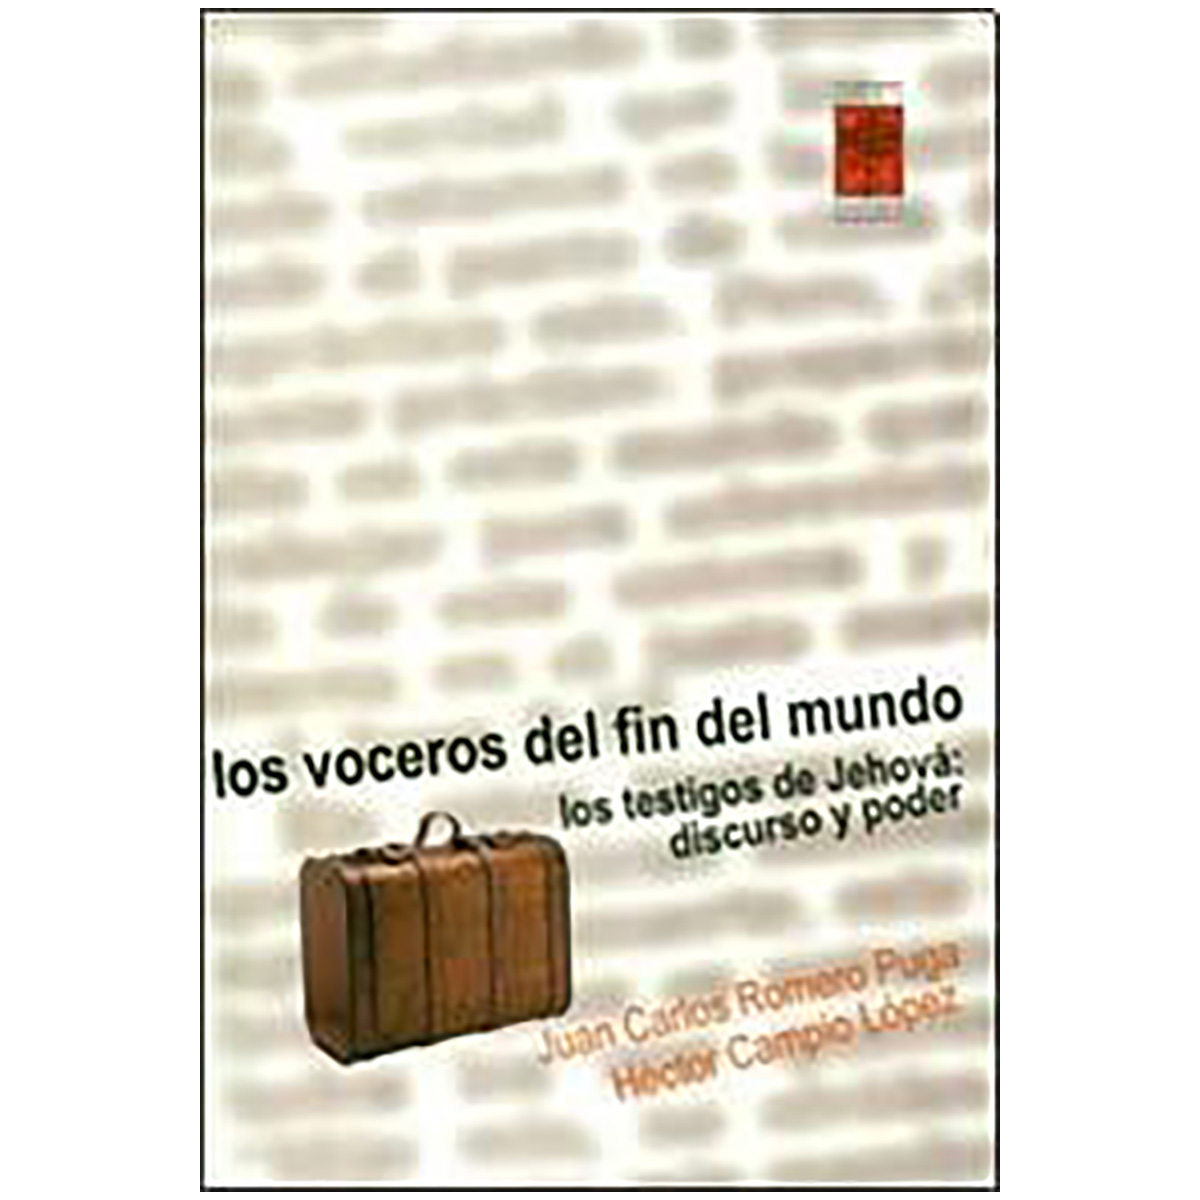 los voceros del fin del mundo
los testigos de Jehová:
discurso y poder
Juan Carlos Romero Puga
Héctor Campio López